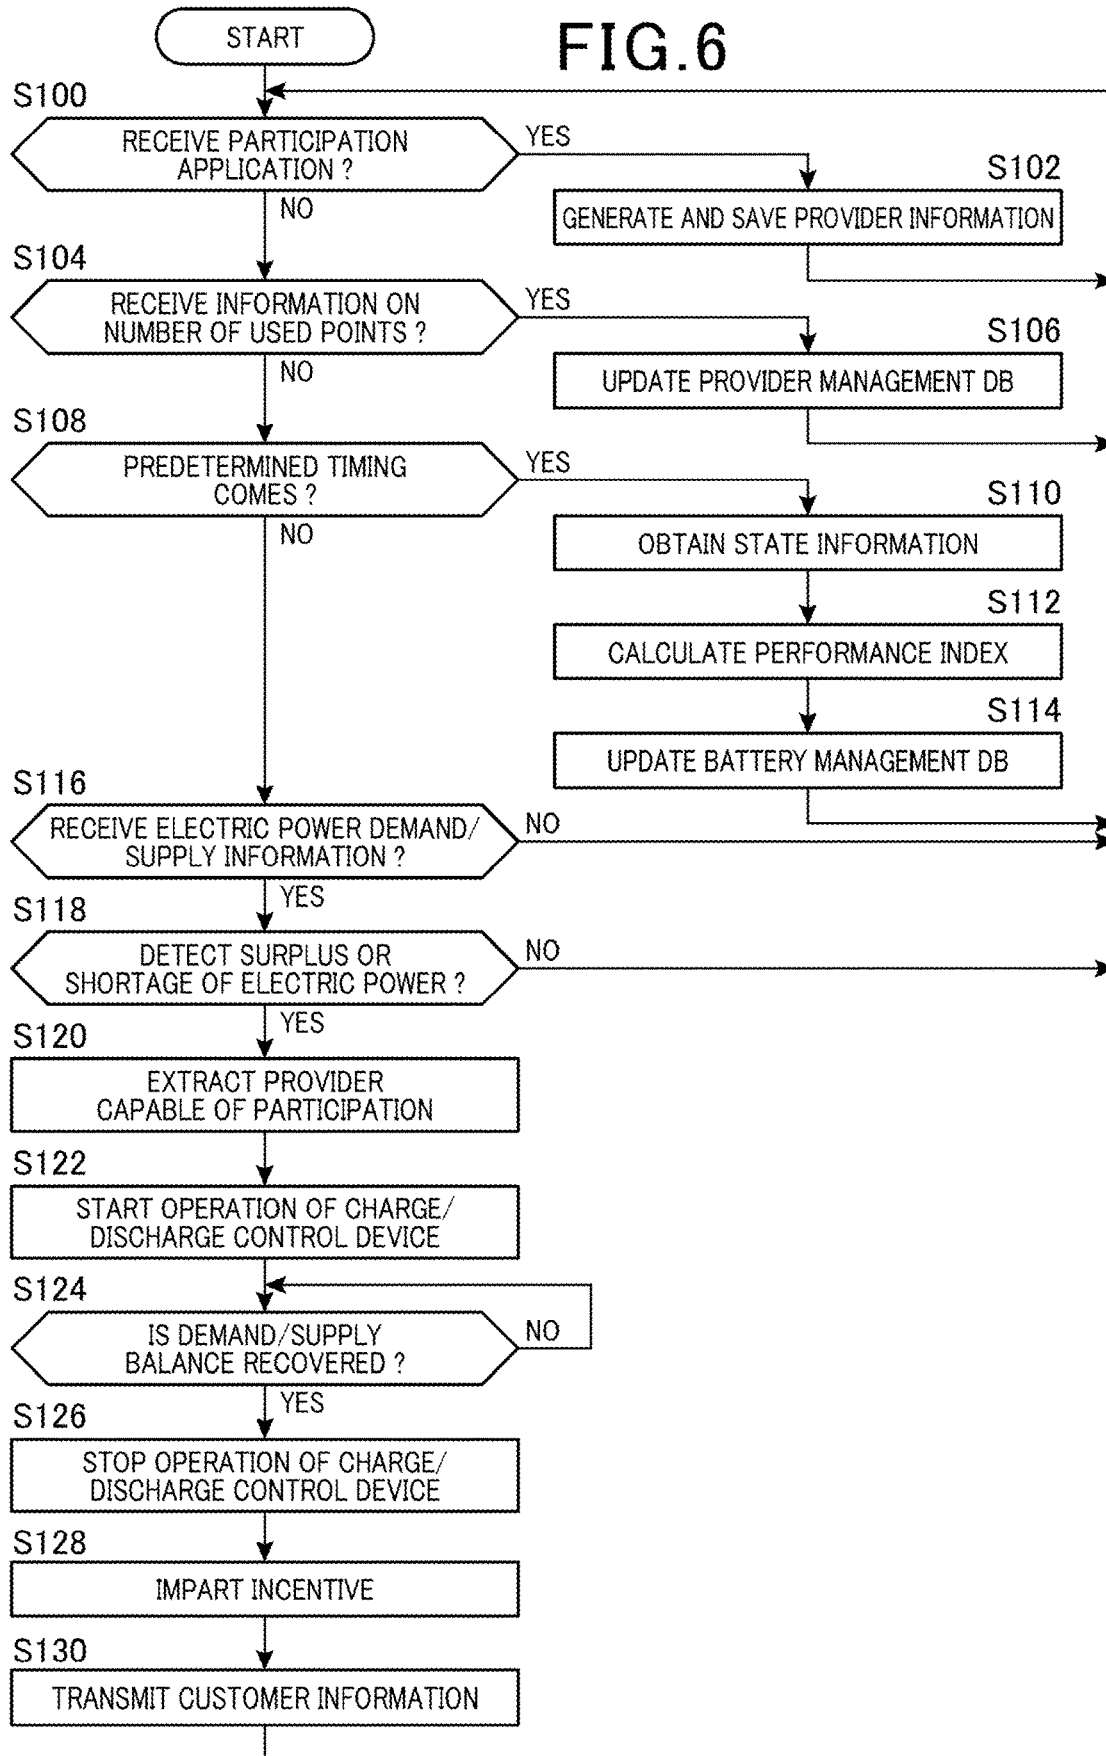 START
FIG.6
S100
RECEIVE PARTICIPATION
APPLICATION ?
YES
NO
S102
GENERATE AND SAVE PROVIDER INFORMATION
S104
RECEIVE INFORMATION ON
NUMBER OF USED POINTS ?
YES
NO
S106
UPDATE PROVIDER MANAGEMENT DB
S108
PREDETERMINED TIMING
COMES ?
YES
NO
S110
OBTAIN STATE INFORMATION
S112
CALCULATE PERFORMANCE INDEX
S114
UPDATE BATTERY MANAGEMENT DB
S116
RECEIVE ELECTRIC POWER DEMAND/
SUPPLY INFORMATION ?
NO
YES
S118
DETECT SURPLUS OR
SHORTAGE OF ELECTRIC POWER ?
NO
YES
S120
EXTRACT PROVIDER
CAPABLE OF PARTICIPATION
S122
START OPERATION OF CHARGE/
DISCHARGE CONTROL DEVICE
S124
IS DEMAND/SUPPLY
BALANCE RECOVERED ?
NO
YES
S126
STOP OPERATION OF CHARGE/
DISCHARGE CONTROL DEVICE
S128
IMPART INCENTIVE
S130
TRANSMIT CUSTOMER INFORMATION